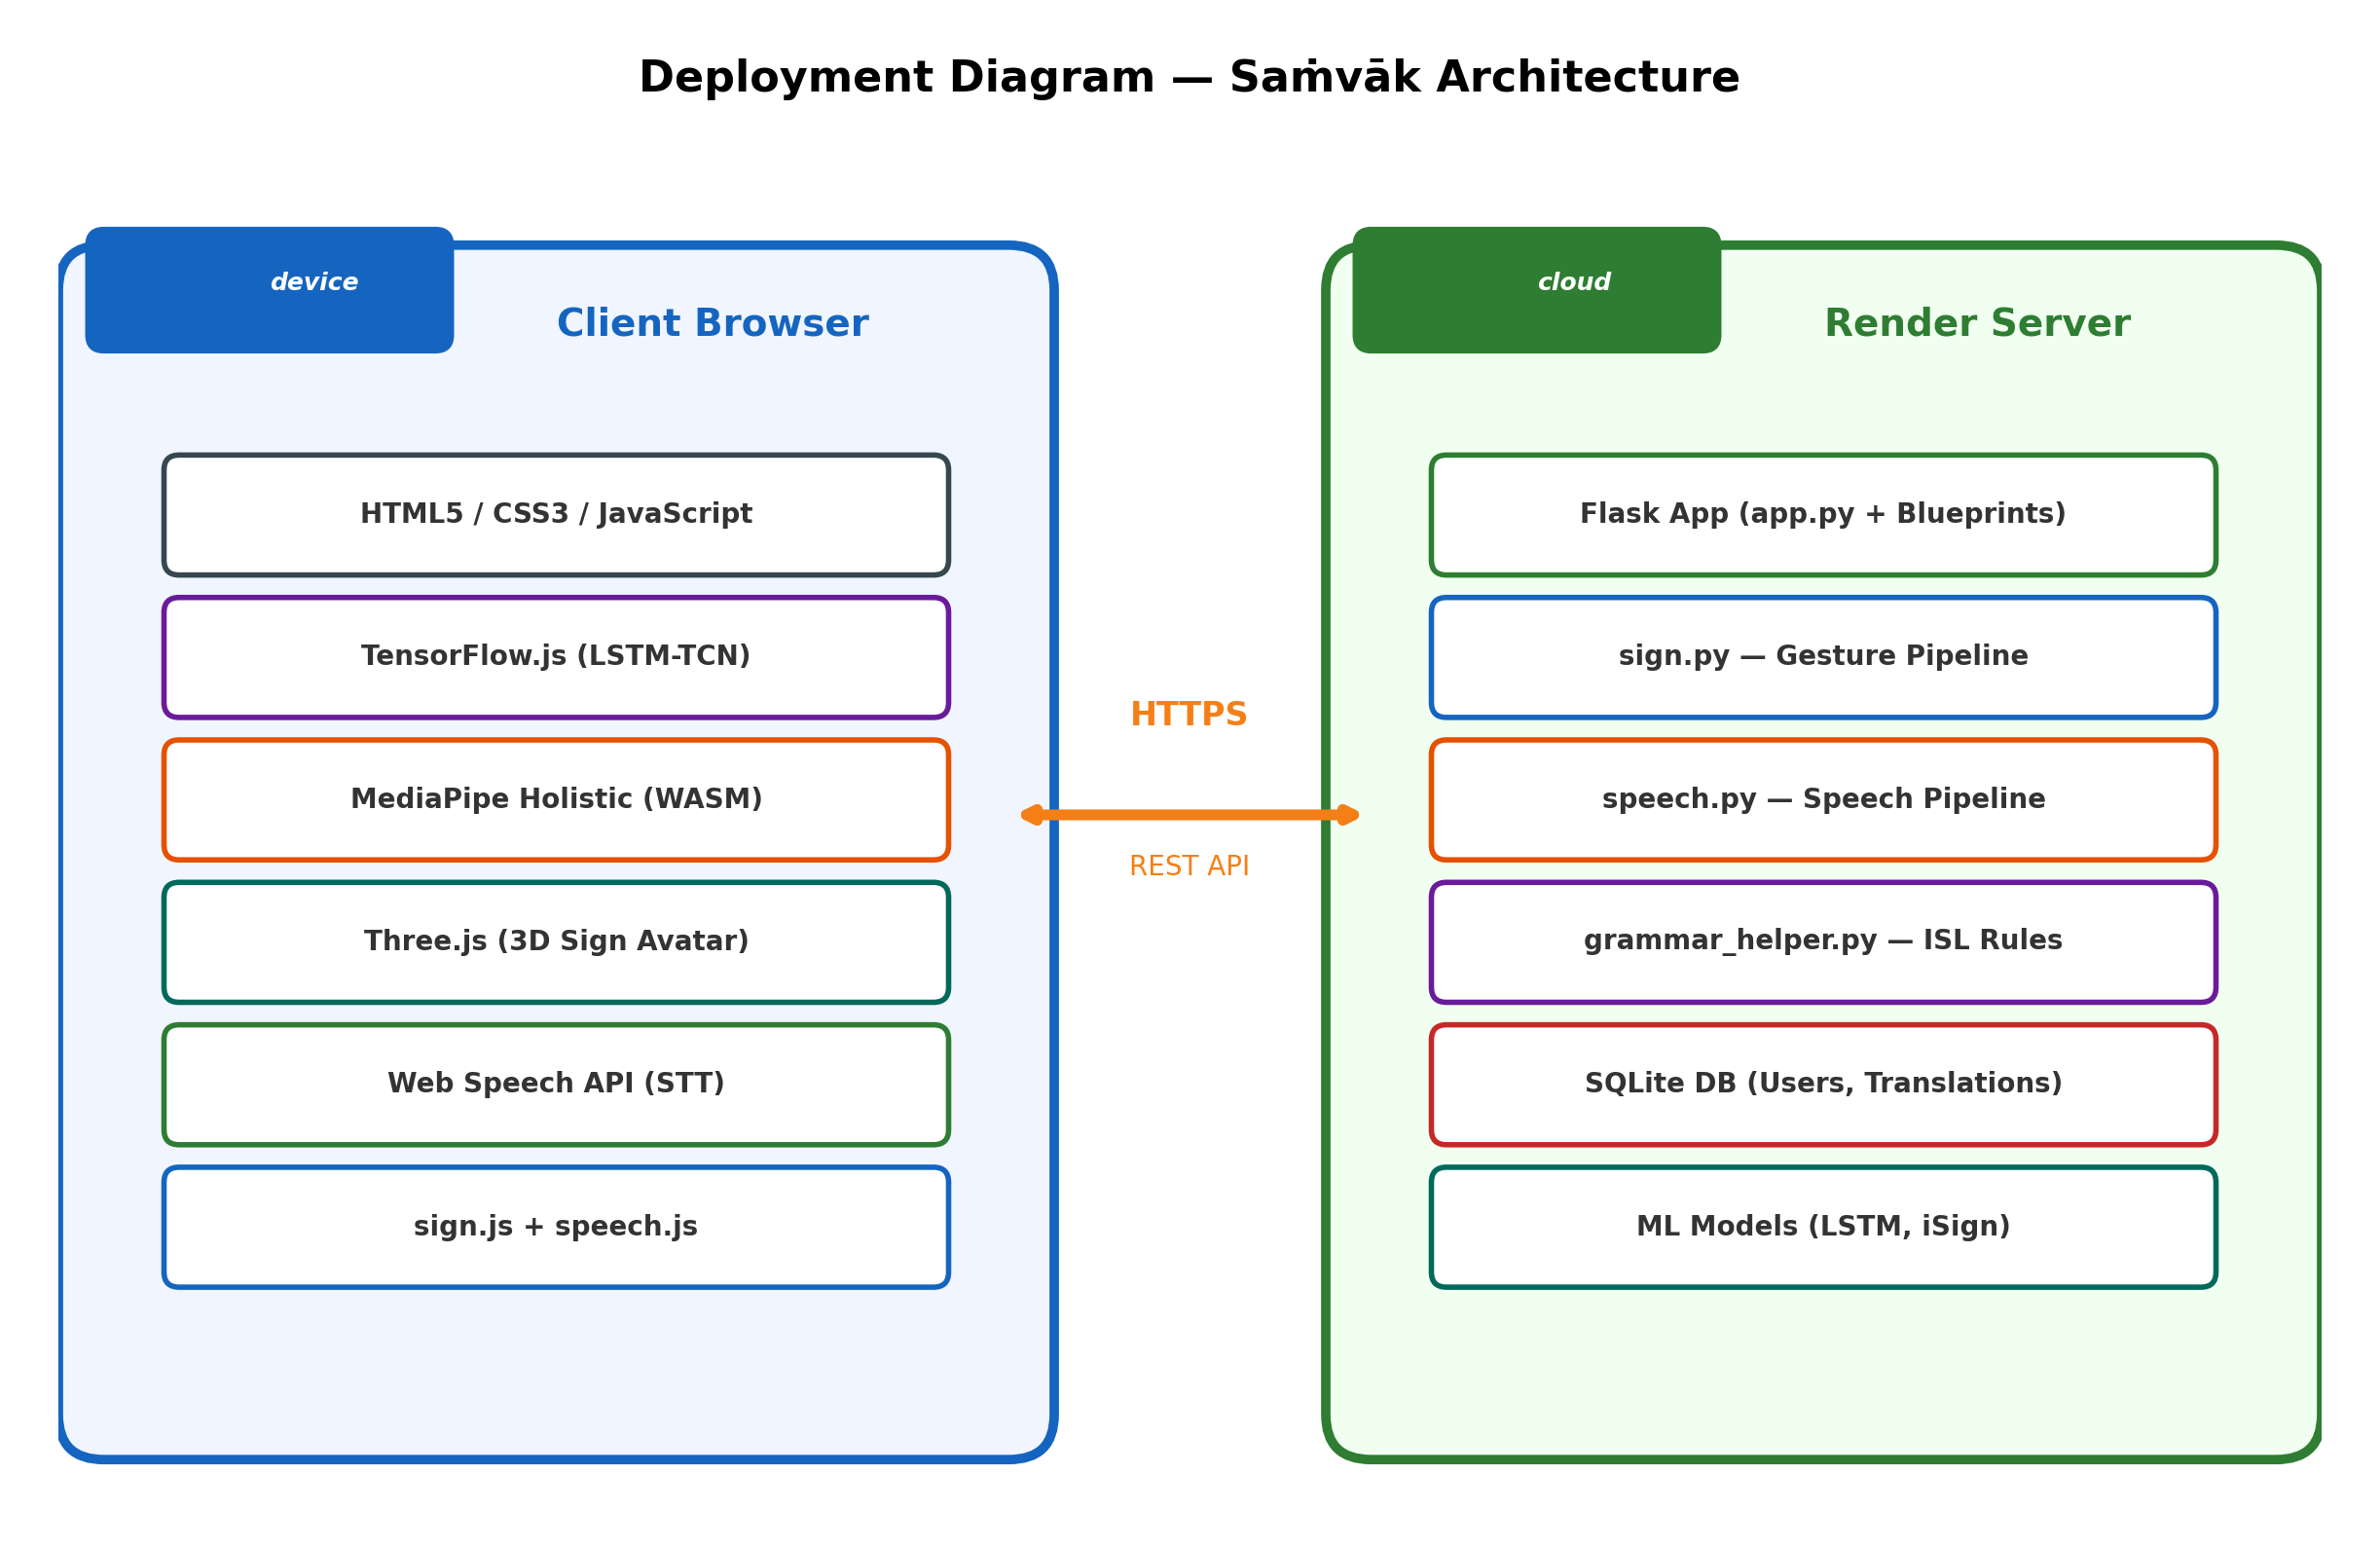 Deployment Diagram — Saṁvāk Architecture
device
Client Browser
HTML5 / CSS3 / JavaScript
TensorFlow.js (LSTM-TCN)
MediaPipe Holistic (WASM)
Three.js (3D Sign Avatar)
Web Speech API (STT)
sign.js + speech.js
HTTPS
REST API
cloud
Render Server
Flask App (app.py + Blueprints)
sign.py — Gesture Pipeline
speech.py — Speech Pipeline
grammar_helper.py — ISL Rules
SQLite DB (Users, Translations)
ML Models (LSTM, iSign)